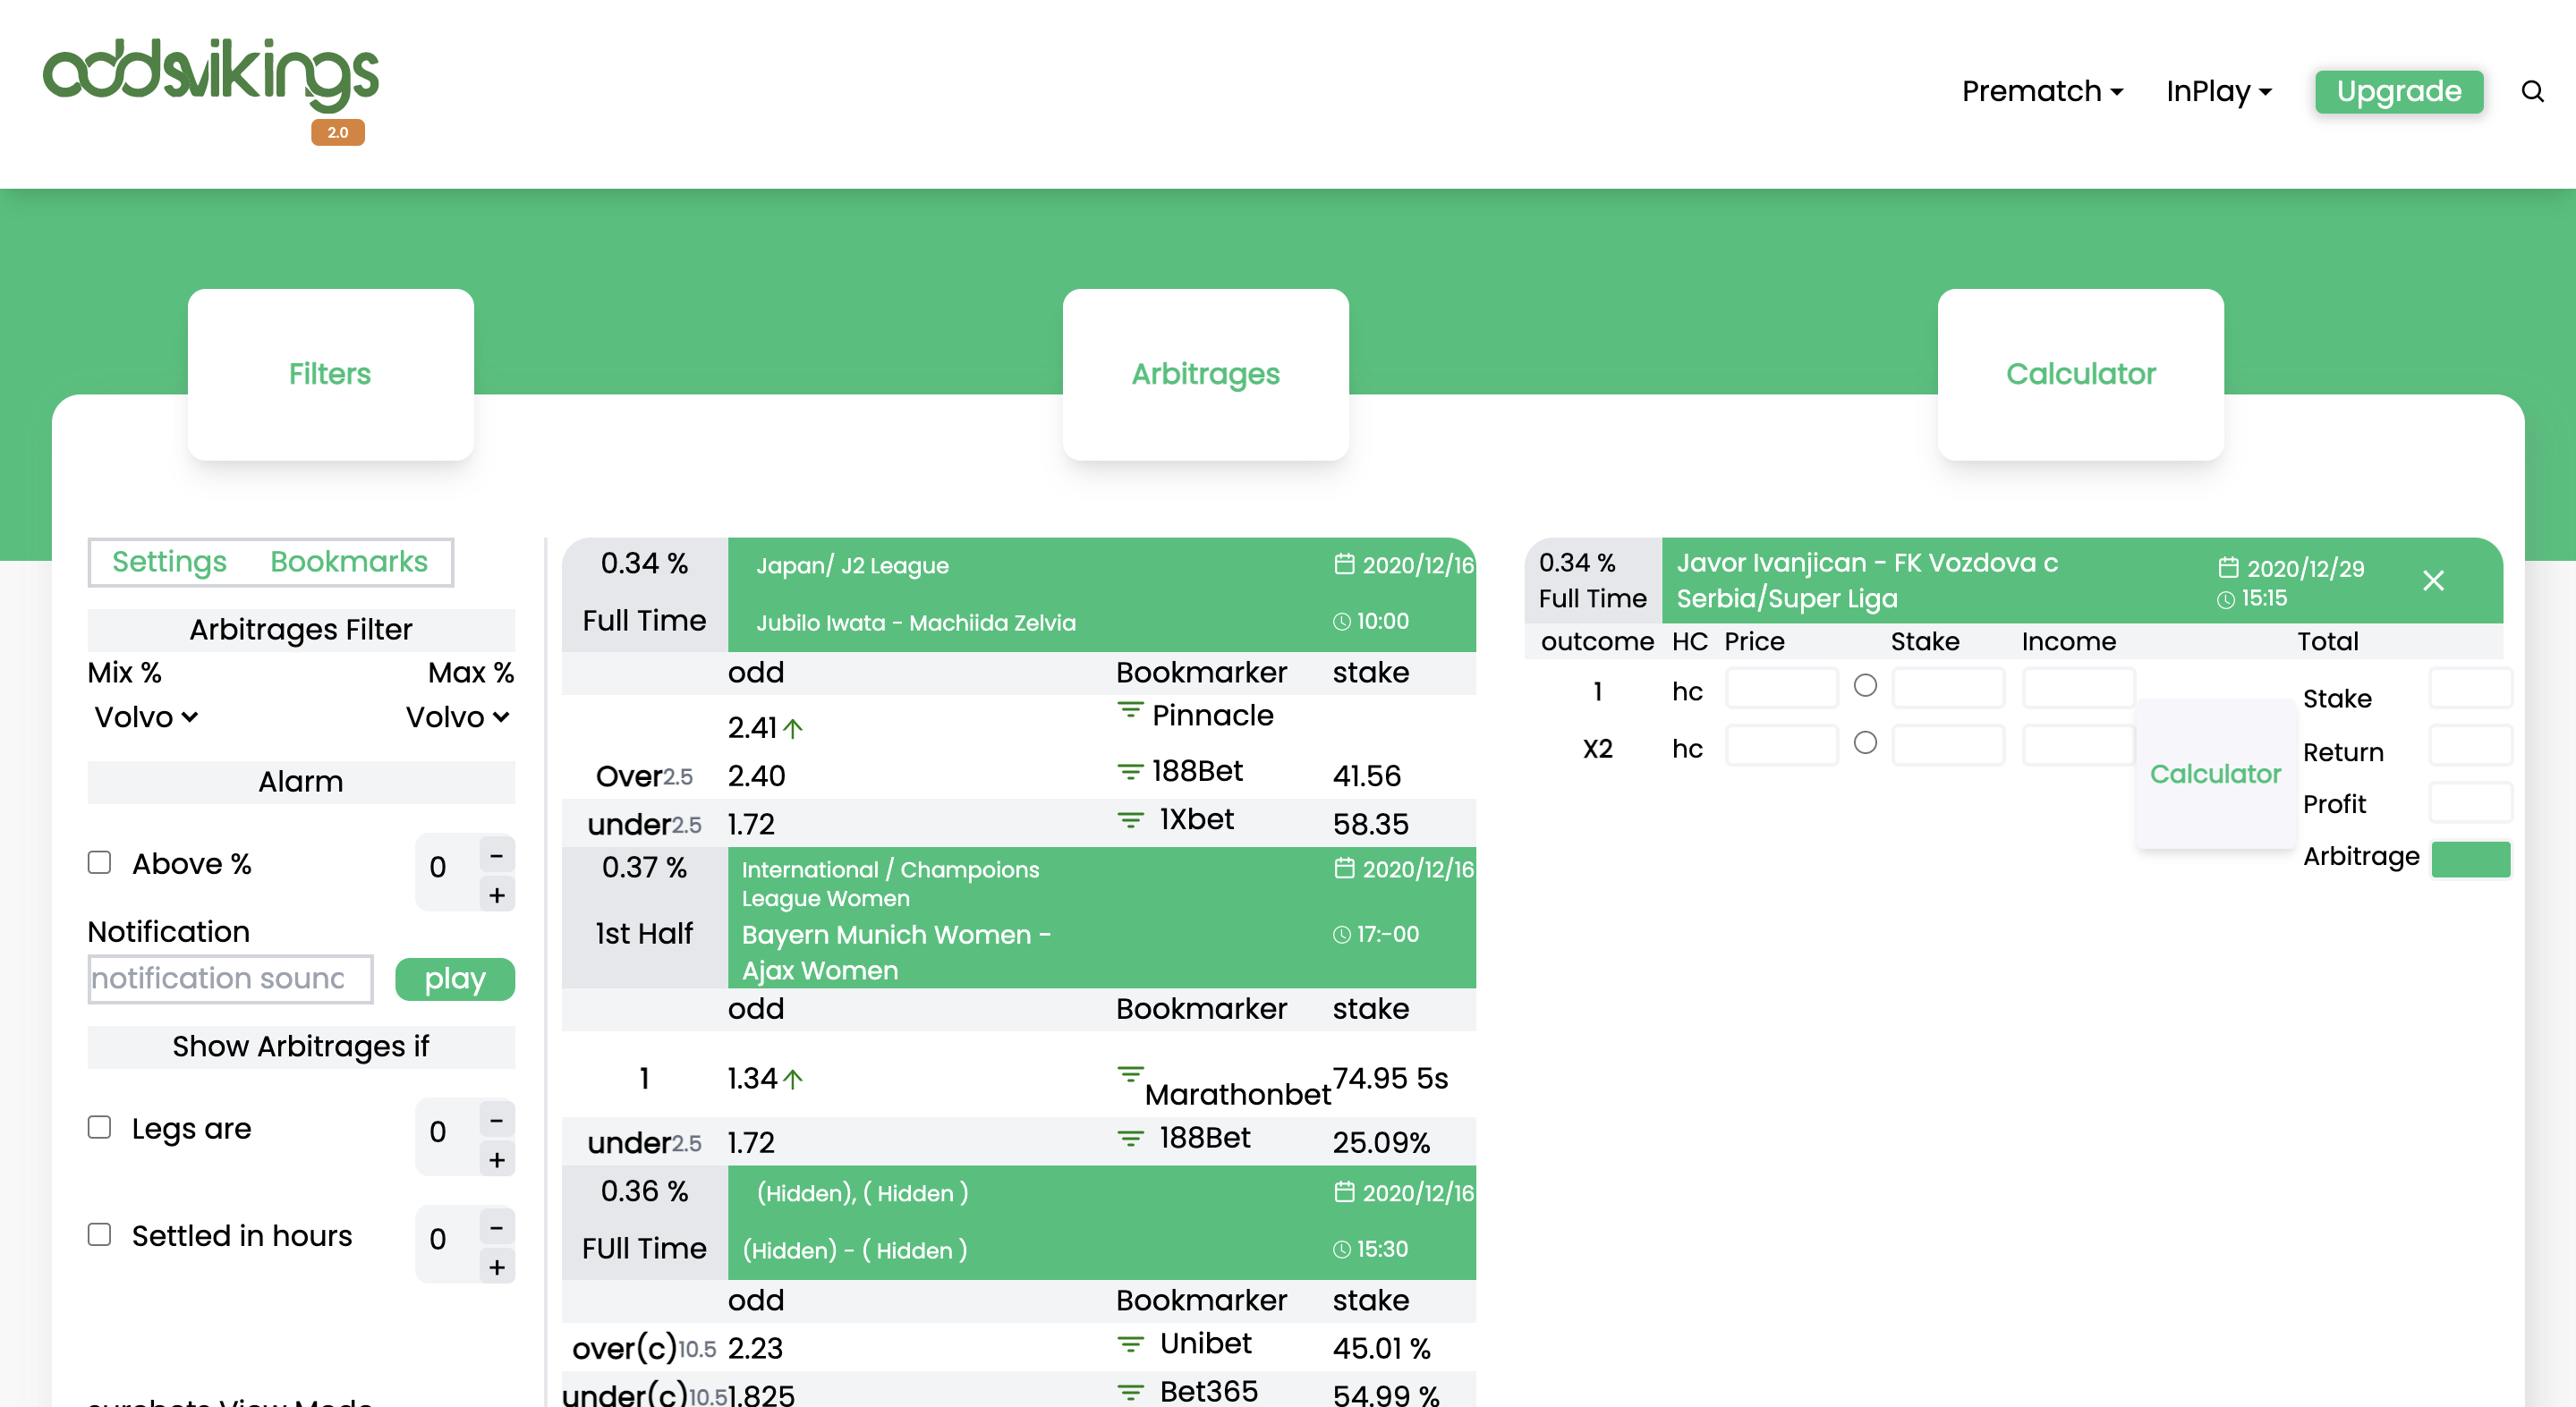 oddsvikings
2.0
Prematch
InPlay
Upgrade
Filters
Arbitrages
Calculator
Settings Bookmarks
Arbitrages Filter
Mix % Max %
Volvo Volvo
Alarm
Above % 0 - +
Notification
notification sounc play
Show Arbitrages if
Legs are 0 - +
Settled in hours 0 - +
surebets View Mode
0.34 % Japan/ J2 League 2020/12/16
Full Time Jubilo Iwata - Machiida Zelvia 10:00
odd Bookmarker stake
2.41 Pinnacle
Over2.5 2.40 188Bet 41.56
under2.5 1.72 1Xbet 58.35
0.37 % International / Champoions 2020/12/16
League Women
1st Half Bayern Munich Women - 17:-00
Ajax Women
odd Bookmarker stake
1 1.34 Marathonbet 74.95 5s
under2.5 1.72 188Bet 25.09%
0.36 % (Hidden), ( Hidden ) 2020/12/16
FUll Time (Hidden) - ( Hidden ) 15:30
odd Bookmarker stake
over(c)10.5 2.23 Unibet 45.01 %
under(c)10.5 1.825 Bet365 54.99 %
0.34 % Javor Ivanjican - FK Vozdova c 2020/12/29
Full Time Serbia/Super Liga 15:15
outcome HC Price Stake Income Total
1 hc Stake
X2 hc Return
Calculator
Profit
Arbitrage